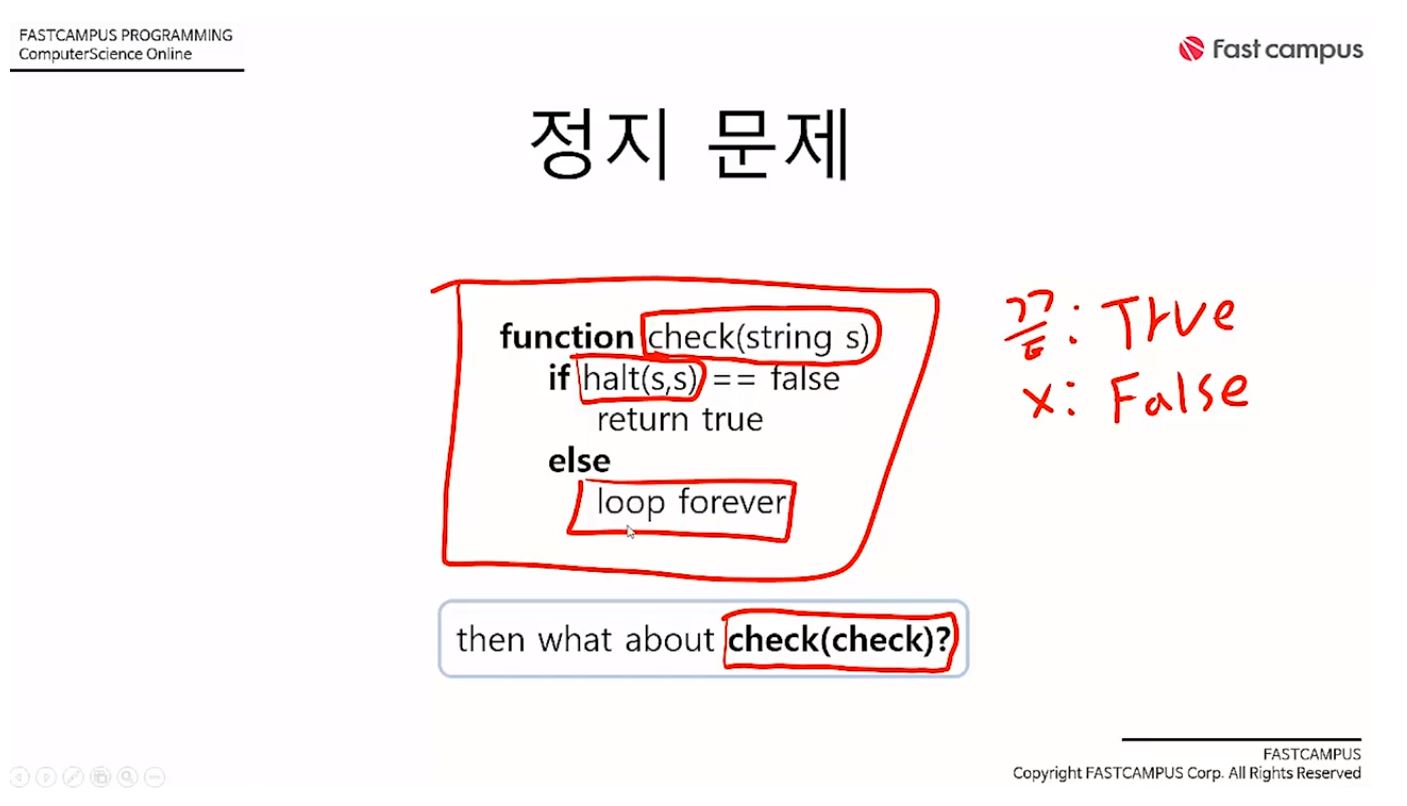 FASTCAMPUS PROGRAMMING
ComputerScience Online
Fast campus
정지 문제
function check(string s)
if halt(s,s) == false
return true
else
loop forever
끝: True
x: False
then what about check(check)?
FASTCAMPUS
Copyright FASTCAMPUS Corp. All Rights Reserved